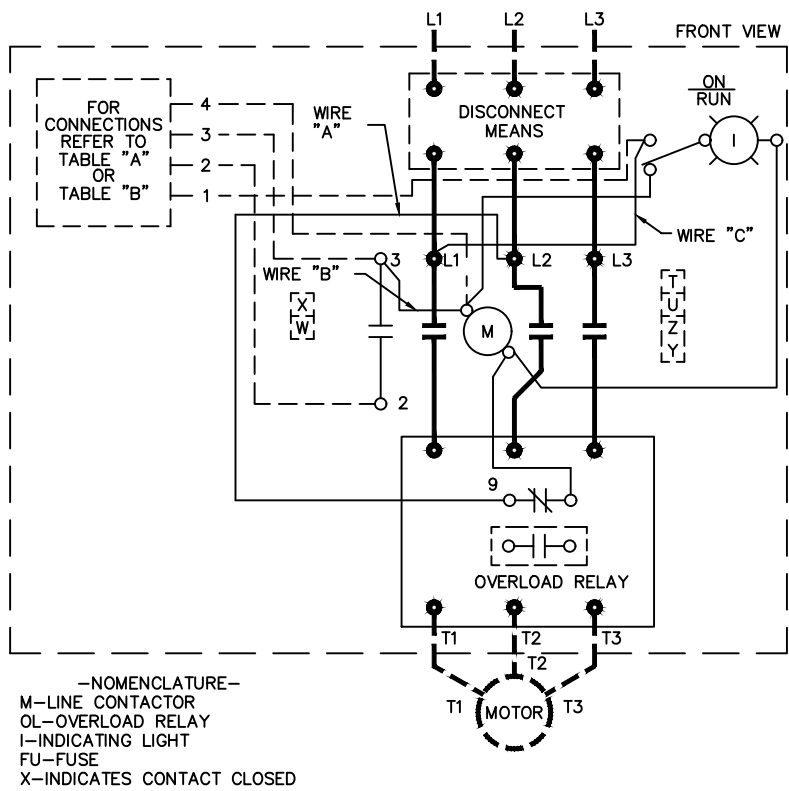 L1 L2 L3
FRONT VIEW
FOR
CONNECTIONS
REFER TO
TABLE "A"
OR
TABLE "B"
4
3
2
1
WIRE
"A"
DISCONNECT
MEANS
ON
RUN
I
WIRE "C"
3
L1
L2
L3
WIRE "B"
X
W
M
T
U
Z
Y
2
9
OVERLOAD RELAY
T1 T2 T3
T2
T1 MOTOR T3
-NOMENCLATURE-
M-LINE CONTACTOR
OL-OVERLOAD RELAY
I-INDICATING LIGHT
FU-FUSE
X-INDICATES CONTACT CLOSED